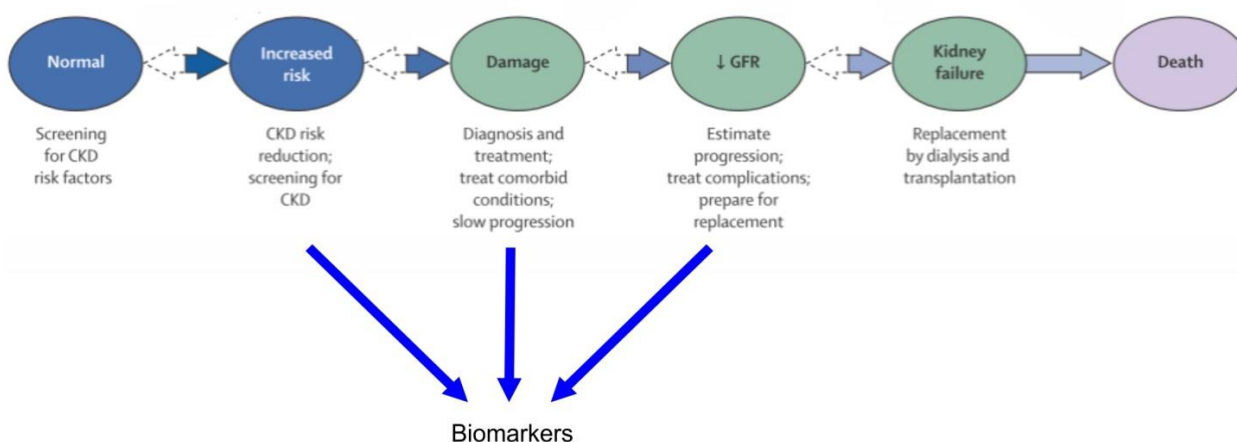 Normal
Increased
risk
Damage
↓ GFR
Kidney
failure
Death
Screening
for CKD
risk factors
CKD risk
reduction;
screening for
CKD
Diagnosis and
treatment;
treat comorbid
conditions;
slow progression
Estimate
progression;
treat complications;
prepare for
replacement
Replacement
by dialysis and
transplantation
Biomarkers